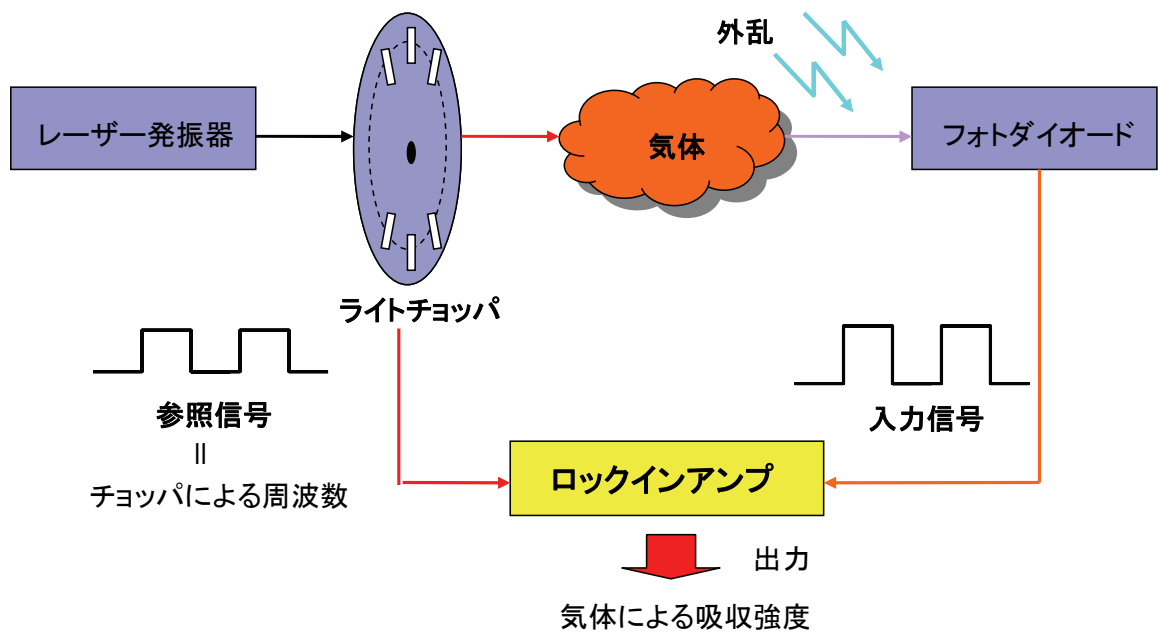 外乱
レーザー発振器
気体
フォトダイオード
ライトチョッパ
参照信号
=
チョッパによる周波数
入力信号
ロックインアンプ
出力
気体による吸収強度